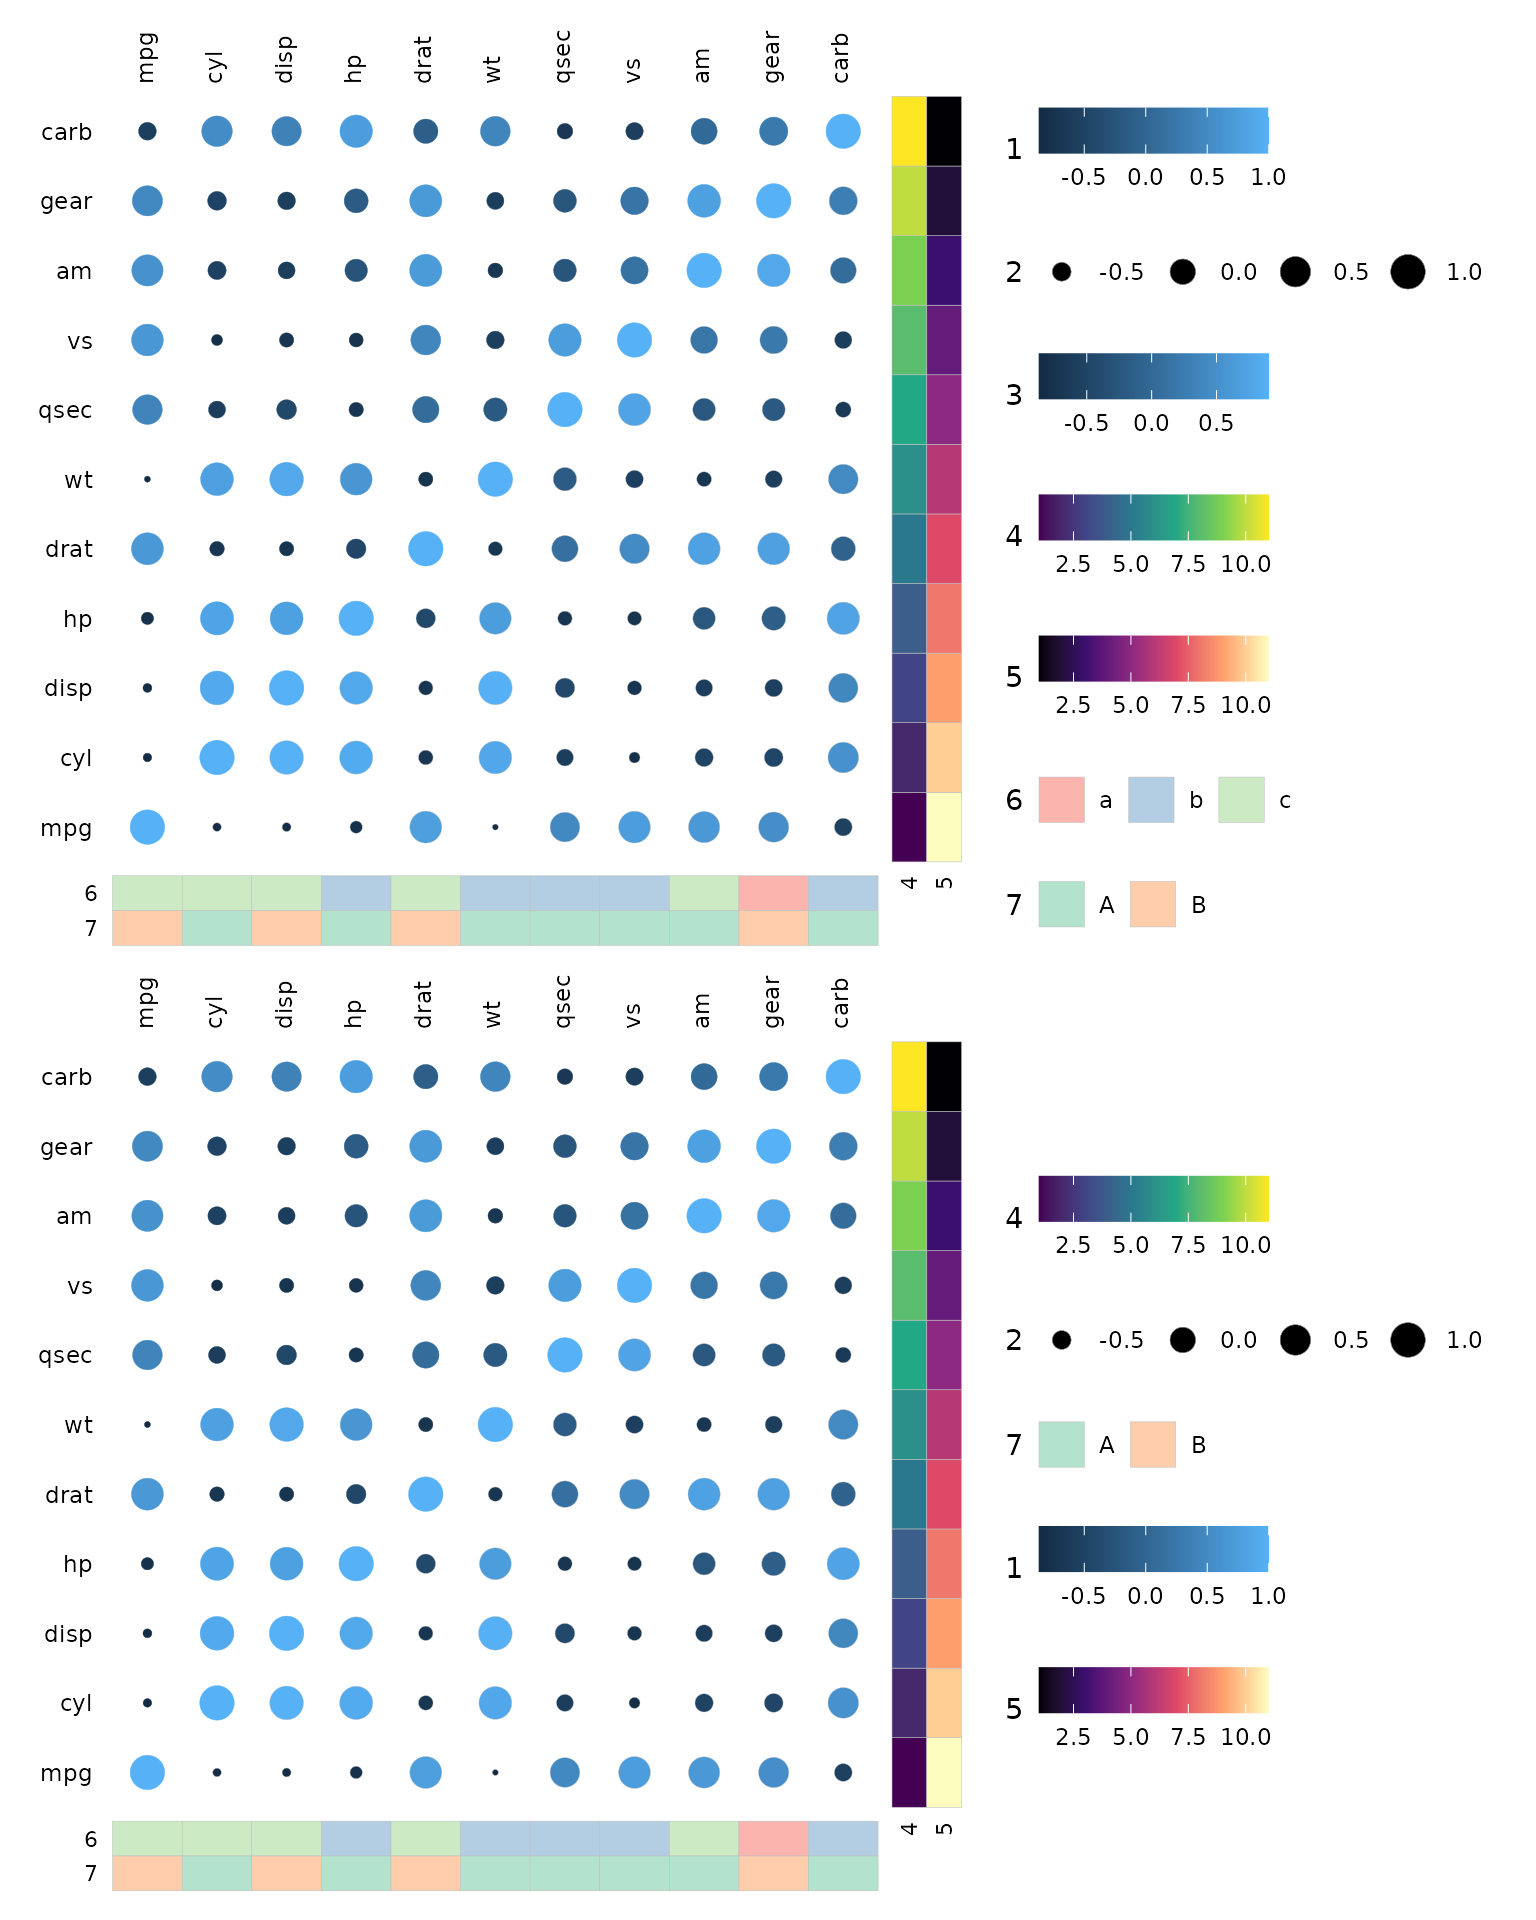 mpg cyl disp hp drat wt qsec vs am gear carb
carb
gear
am
vs
qsec
wt
drat
hp
disp
cyl
mpg
6
7
4 5
1
-0.5 0.0 0.5 1.0
2 -0.5 0.0 0.5 1.0
3
-0.5 0.0 0.5
4
2.5 5.0 7.5 10.0
5
2.5 5.0 7.5 10.0
6 a b c
7 A B
mpg cyl disp hp drat wt qsec vs am gear carb
carb
gear
am
vs
qsec
wt
drat
hp
disp
cyl
mpg
6
7
4 5
4
2.5 5.0 7.5 10.0
2 -0.5 0.0 0.5 1.0
7 A B
1
-0.5 0.0 0.5 1.0
5
2.5 5.0 7.5 10.0